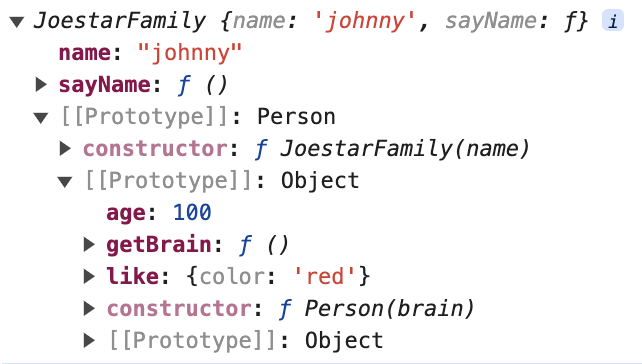 ▼ JoestarFamily {name: 'johnny', sayName: ƒ} i
name: "johnny"
▶ sayName: ƒ ()
▼ [[Prototype]]: Person
▶ constructor: ƒ JoestarFamily(name)
▼ [[Prototype]]: Object
age: 100
▶ getBrain: ƒ ()
▶ like: {color: 'red'}
▶ constructor: ƒ Person(brain)
▶ [[Prototype]]: Object